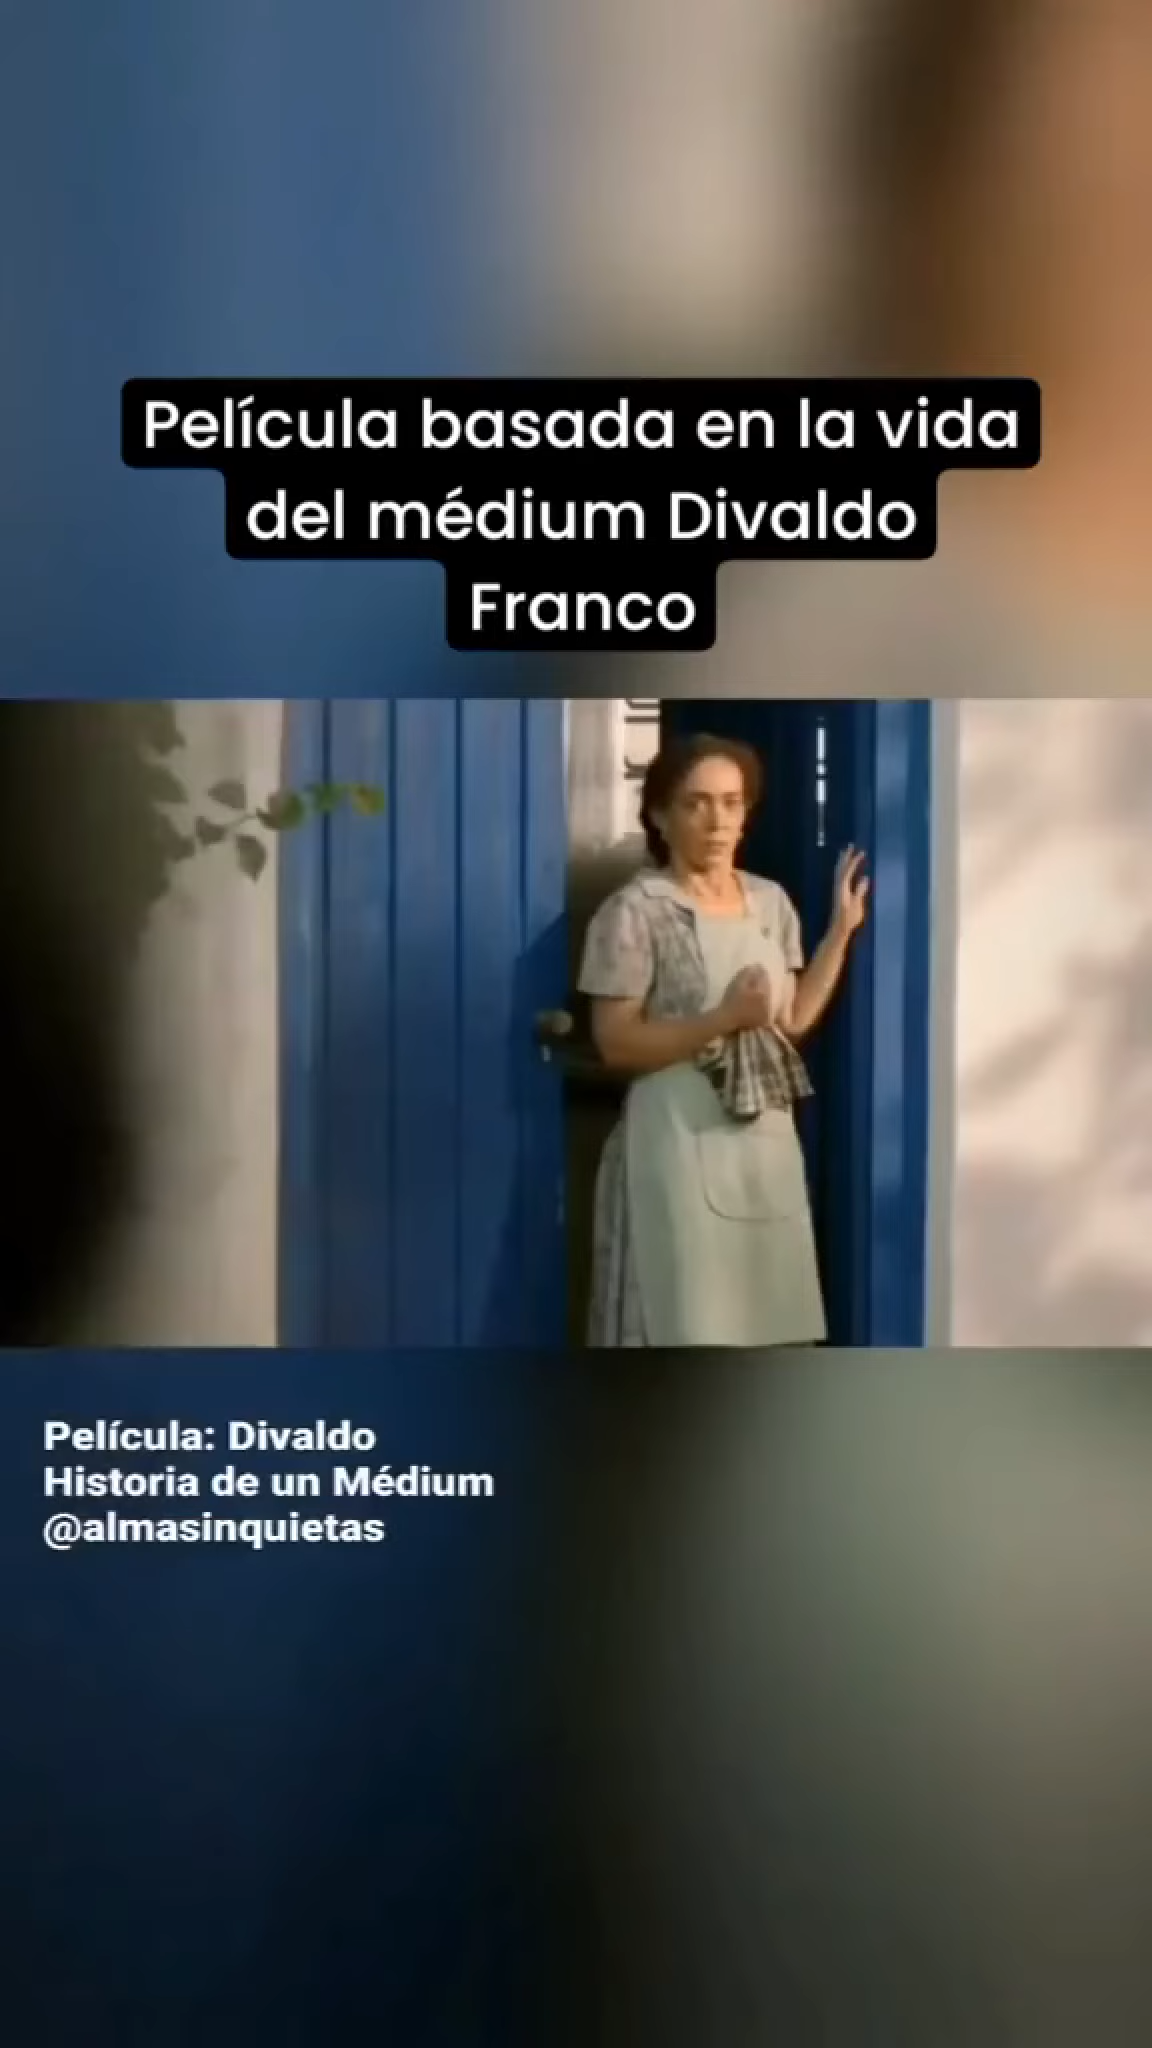 Película basada en la vida
del médium Divaldo
Franco
Película: Divaldo
Historia de un Médium
@almasinquietas